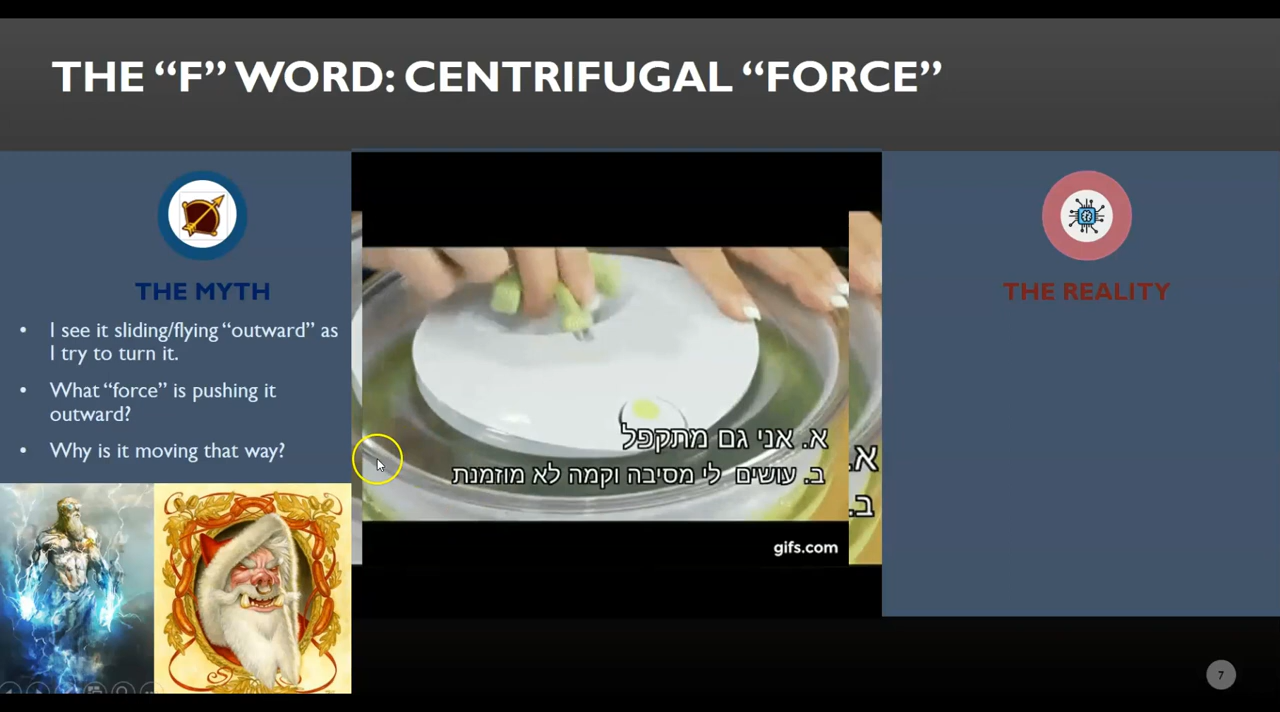 THE “F” WORD: CENTRIFUGAL “FORCE”
THE MYTH
• I see it sliding/flying “outward” as
I try to turn it.
• What “force” is pushing it
outward?
• Why is it moving that way?
א. אני גם מתקפל
ב. עושים לי מסיבה וקמה לא מוזמנת
א.
ב.
gifs.com
THE REALITY
7